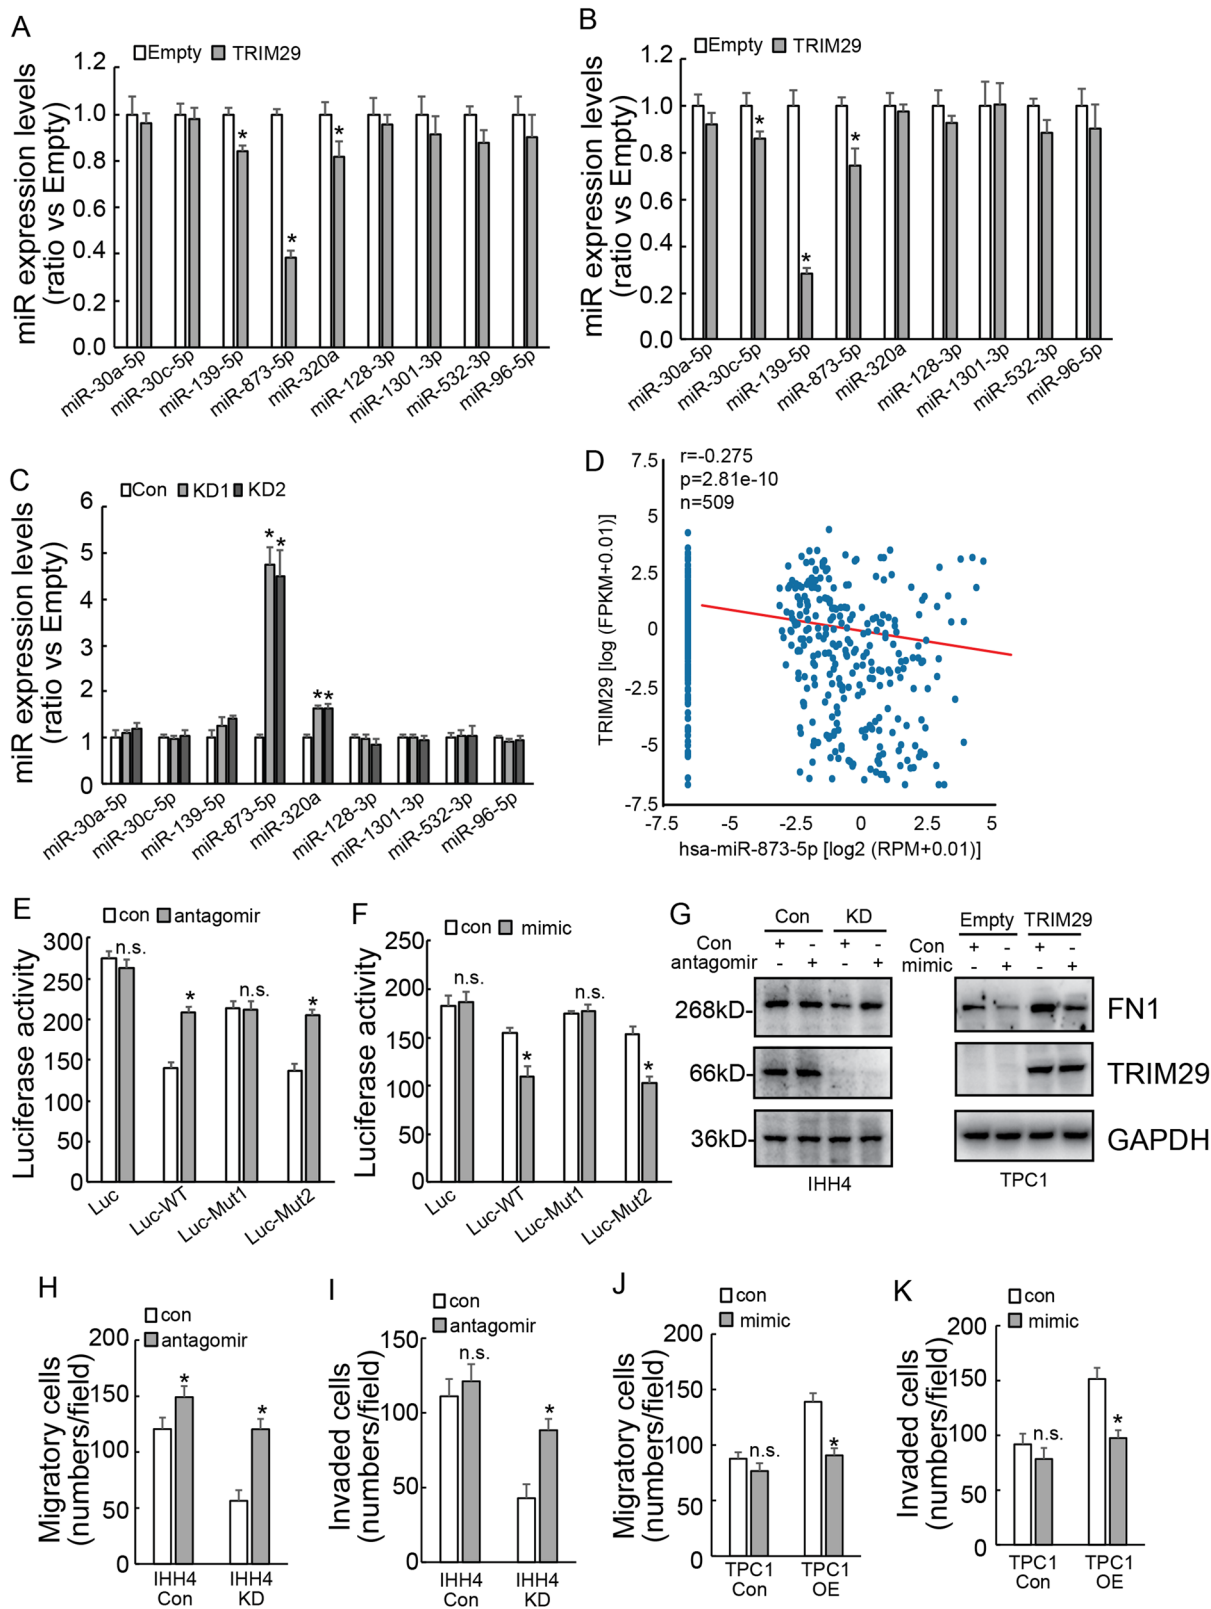 A
Empty TRIM29
miR expression levels
(ratio vs Empty)
1.2
1.0
0.8
0.6
0.4
0.2
0.0
* * *
miR-30a-5p
miR-30c-5p
miR-139-5p
miR-873-5p
miR-320a
miR-128-3p
miR-1301-3p
miR-532-3p
miR-96-5p
B
Empty TRIM29
miR expression levels
(ratio vs Empty)
1.2
1.0
0.8
0.6
0.4
0.2
0.0
* * *
miR-30a-5p
miR-30c-5p
miR-139-5p
miR-873-5p
miR-320a
miR-128-3p
miR-1301-3p
miR-532-3p
miR-96-5p
C
Con KD1 KD2
miR expression levels
(ratio vs Empty)
6
5
4
3
2
1
0
* * **
miR-30a-5p
miR-30c-5p
miR-139-5p
miR-873-5p
miR-320a
miR-128-3p
miR-1301-3p
miR-532-3p
miR-96-5p
D
r=-0.275
p=2.81e-10
n=509
TRIM29 [log (FPKM+0.01)]
7.5
5
2.5
0
-2.5
-5
-7.5
-7.5 -5 -2.5 0 2.5 5
hsa-miR-873-5p [log2 (RPM+0.01)]
E
con antagomir
Luciferase activity
300
250
200
150
100
50
0
n.s. * n.s. *
Luc
Luc-WT
Luc-Mut1
Luc-Mut2
F
con mimic
Luciferase activity
250
200
150
100
50
0
n.s. * n.s. *
Luc
Luc-WT
Luc-Mut1
Luc-Mut2
G
Con KD
Con + - + -
antagomir - + - +
268kD-
66kD-
36kD-
IHH4
Empty TRIM29
Con + - + -
mimic - + - +
FN1
TRIM29
GAPDH
TPC1
H
con
antagomir
Migratory cells
(numbers/field)
200
150
100
50
0
* *
IHH4 IHH4
Con KD
I
con
antagomir
Invaded cells
(numbers/field)
150
100
50
0
n.s. *
IHH4 IHH4
Con KD
J
con
mimic
Migratory cells
(numbers/field)
200
150
100
50
0
n.s. *
TPC1 TPC1
Con OE
K
con
mimic
Invaded cells
(numbers/field)
200
150
100
50
0
n.s. *
TPC1 TPC1
Con OE